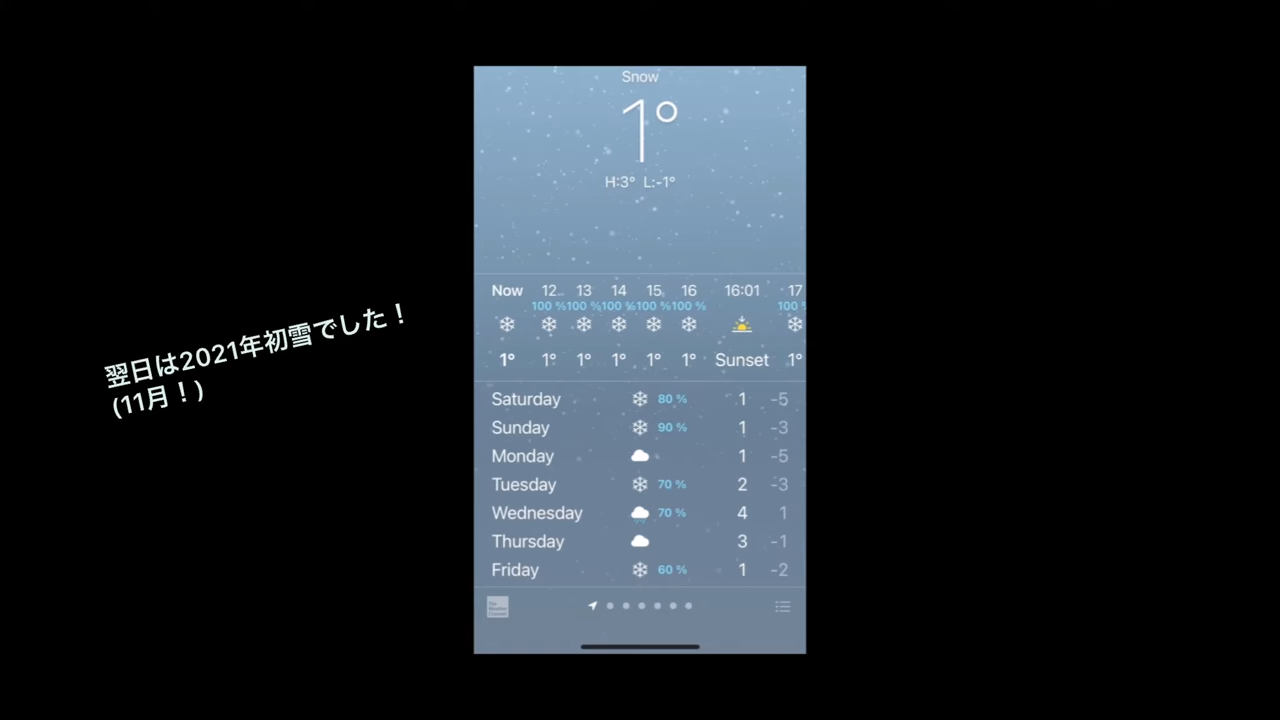 Snow
1°
H:3° L:-1°
Now 12 13 14 15 16 16:01 17
100 % 100 % 100 % 100 % 100 % 100 %
1° 1° 1° 1° 1° 1° Sunset 1°
翌日は2021年初雪でした！
(11月！)
Saturday 80 % 1 -5
Sunday 90 % 1 -3
Monday 1 -5
Tuesday 70 % 2 -3
Wednesday 70 % 4 1
Thursday 3 -1
Friday 60 % 1 -2
The
Weather
Channel